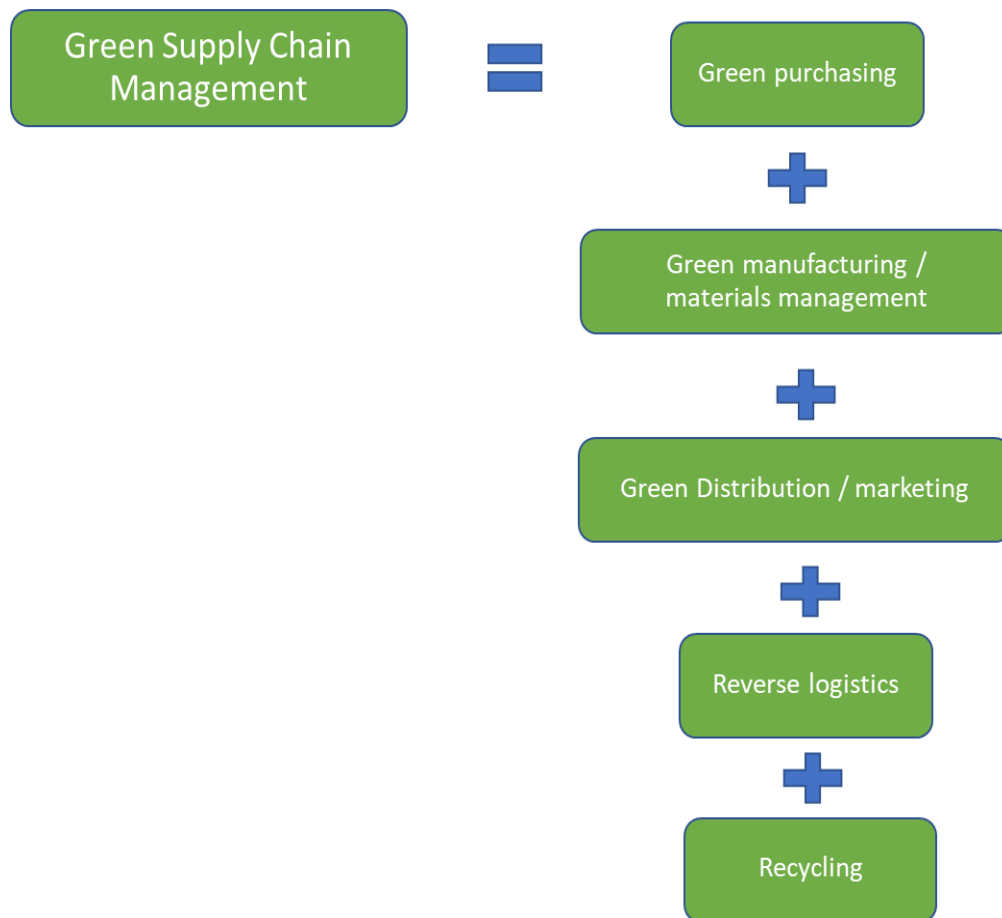 Green Supply Chain
Management
Green purchasing
Green manufacturing /
materials management
Green Distribution / marketing
Reverse logistics
Recycling